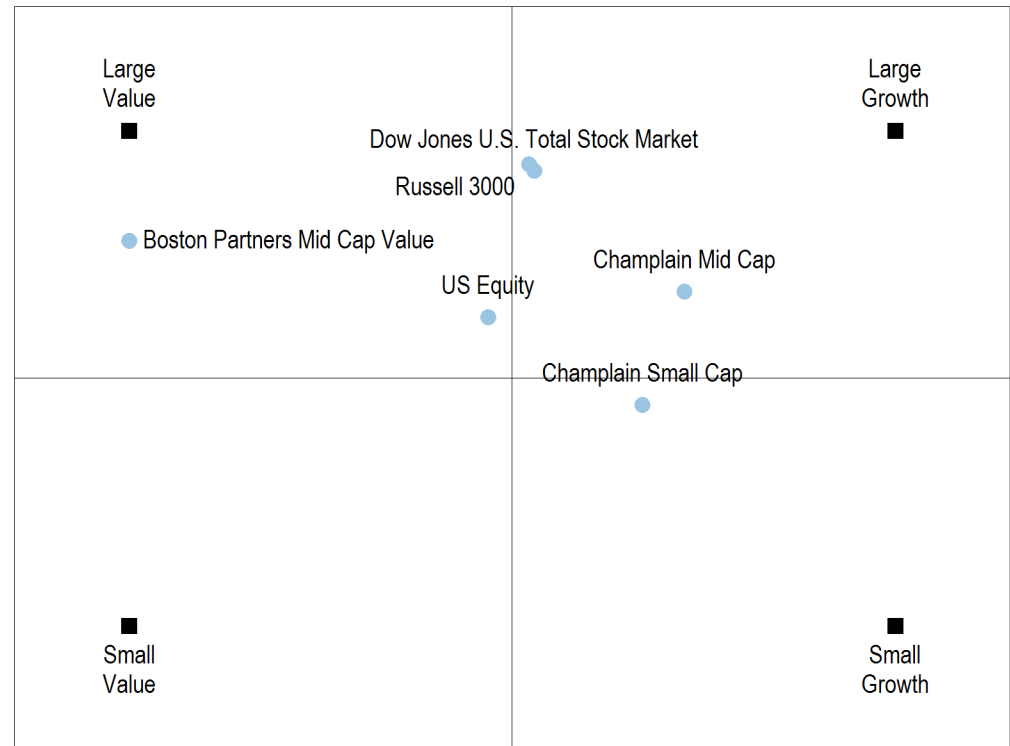 Large
Value
Large
Growth
Dow Jones U.S. Total Stock Market
Russell 3000
Boston Partners Mid Cap Value
Champlain Mid Cap
US Equity
Champlain Small Cap
Small
Value
Small
Growth